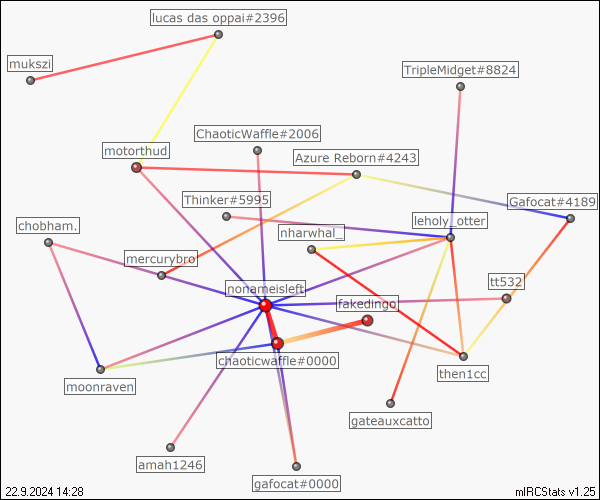 lucas das oppai#2396
mukszi
TripleMidget#8824
ChaoticWaffle#2006
motorthud
Azure Reborn#4243
Thinker#5995
Gafocat#4189
chobham.
leholy_otter
nharwhal_
mercurybro
nonameisleft
tt532
fakedingo
chaoticwaffle#0000
then1cc
moonraven
gateauxcatto
amah1246
gafocat#0000
22.9.2024 14:28
mIRCStats v1.25